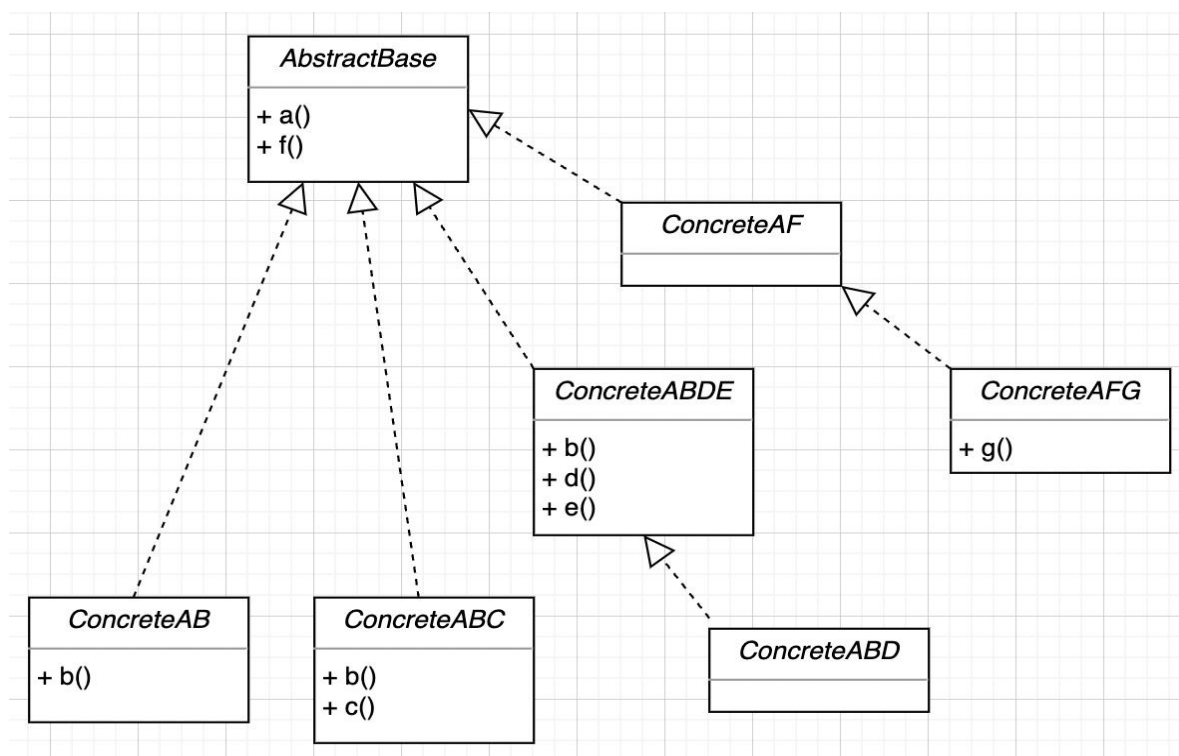 AbstractBase
+ a()
+ f()
ConcreteAF
ConcreteABDE
+ b()
+ d()
+ e()
ConcreteAFG
+ g()
ConcreteAB
+ b()
ConcreteABC
+ b()
+ c()
ConcreteABD